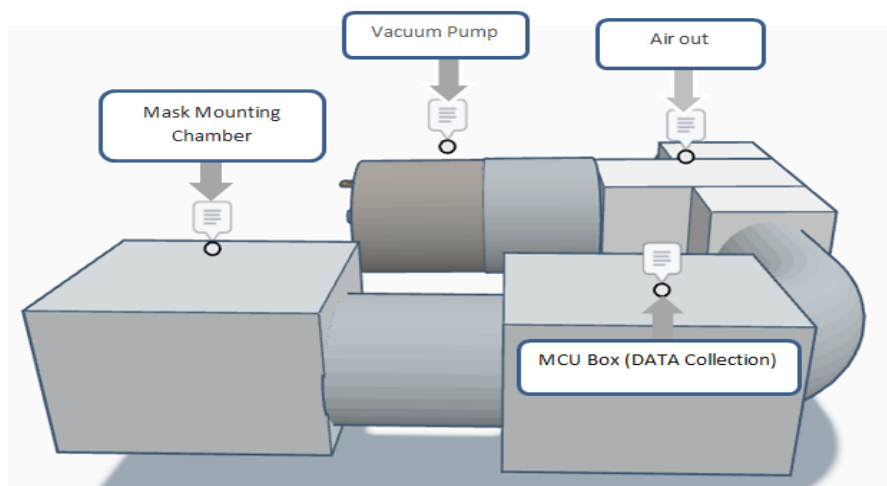 Vacuum Pump
Air out
Mask Mounting
Chamber
MCU Box (DATA Collection)